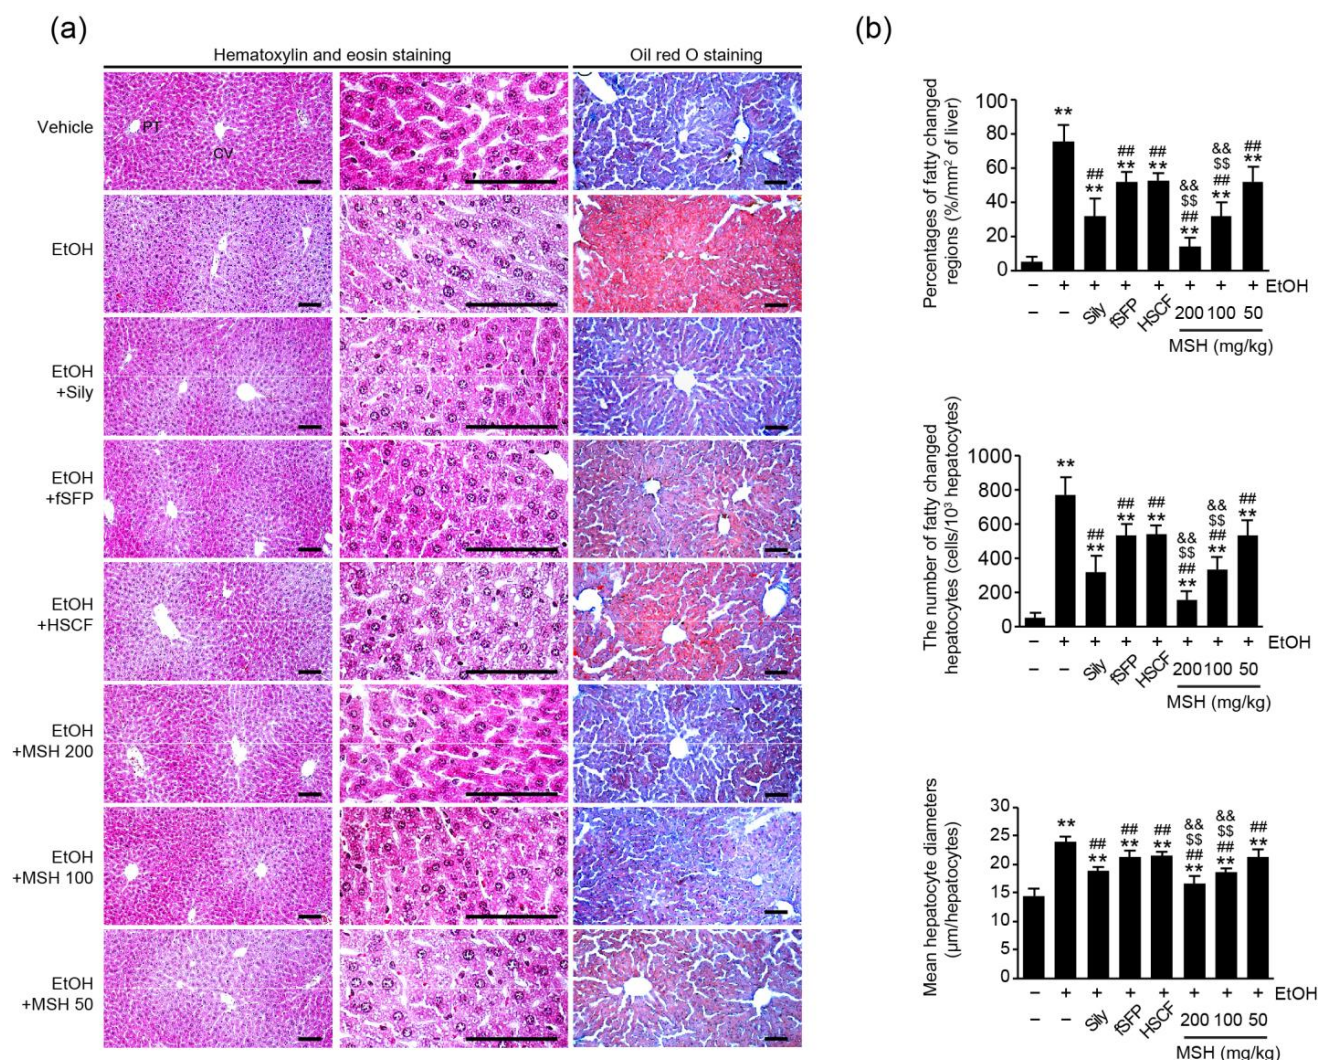 (a)
Hematoxylin and eosin staining
Oil red O staining
Vehicle
PT
CV
EtOH
EtOH
+Sily
EtOH
+fSFP
EtOH
+HSCF
EtOH
+MSH 200
EtOH
+MSH 100
EtOH
+MSH 50
(b)
Percentages of fatty changed
regions (%/mm² of liver)
100
80
60
40
20
0
**
##
**
##
**
##
**
&&
$$
##
**
&&
$$
##
**
##
**
– + + + + + + + EtOH
– – Sily fSFP HSCF 200 100 50
MSH (mg/kg)
The number of fatty changed
hepatocytes (cells/10³ hepatocytes)
1000
800
600
400
200
0
**
##
**
##
**
##
**
&&
$$
##
**
&&
$$
##
**
##
**
– + + + + + + + EtOH
– – Sily fSFP HSCF 200 100 50
MSH (mg/kg)
Mean hepatocyte diameters
(µm/hepatocytes)
30
25
20
15
10
5
0
**
##
**
##
**
##
**
&&
$$
##
**
&&
$$
##
**
##
**
– + + + + + + + EtOH
– – Sily fSFP HSCF 200 100 50
MSH (mg/kg)